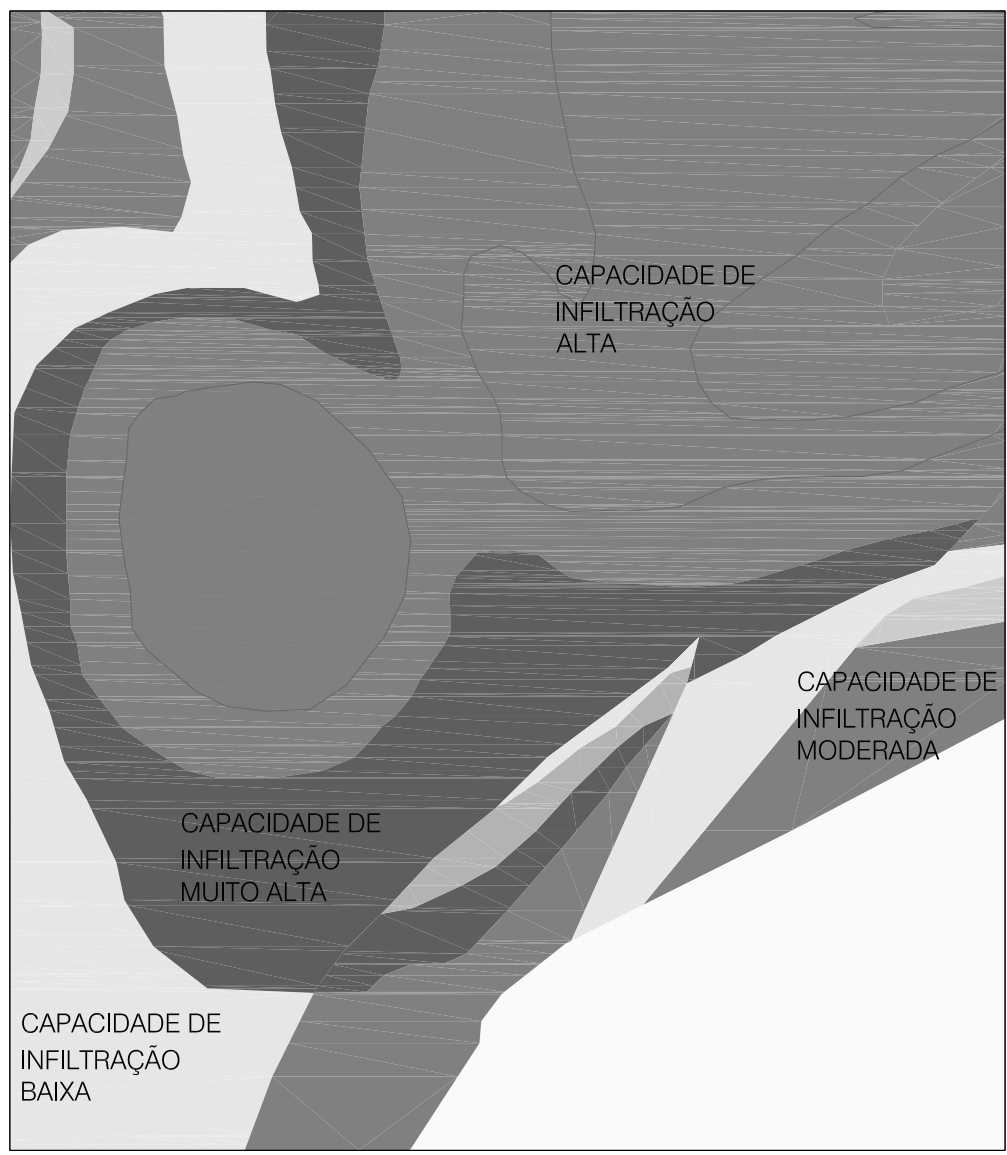 CAPACIDADE DE
INFILTRAÇÃO
ALTA
CAPACIDADE DE
INFILTRAÇÃO
MODERADA
CAPACIDADE DE
INFILTRAÇÃO
MUITO ALTA
CAPACIDADE DE
INFILTRAÇÃO
BAIXA